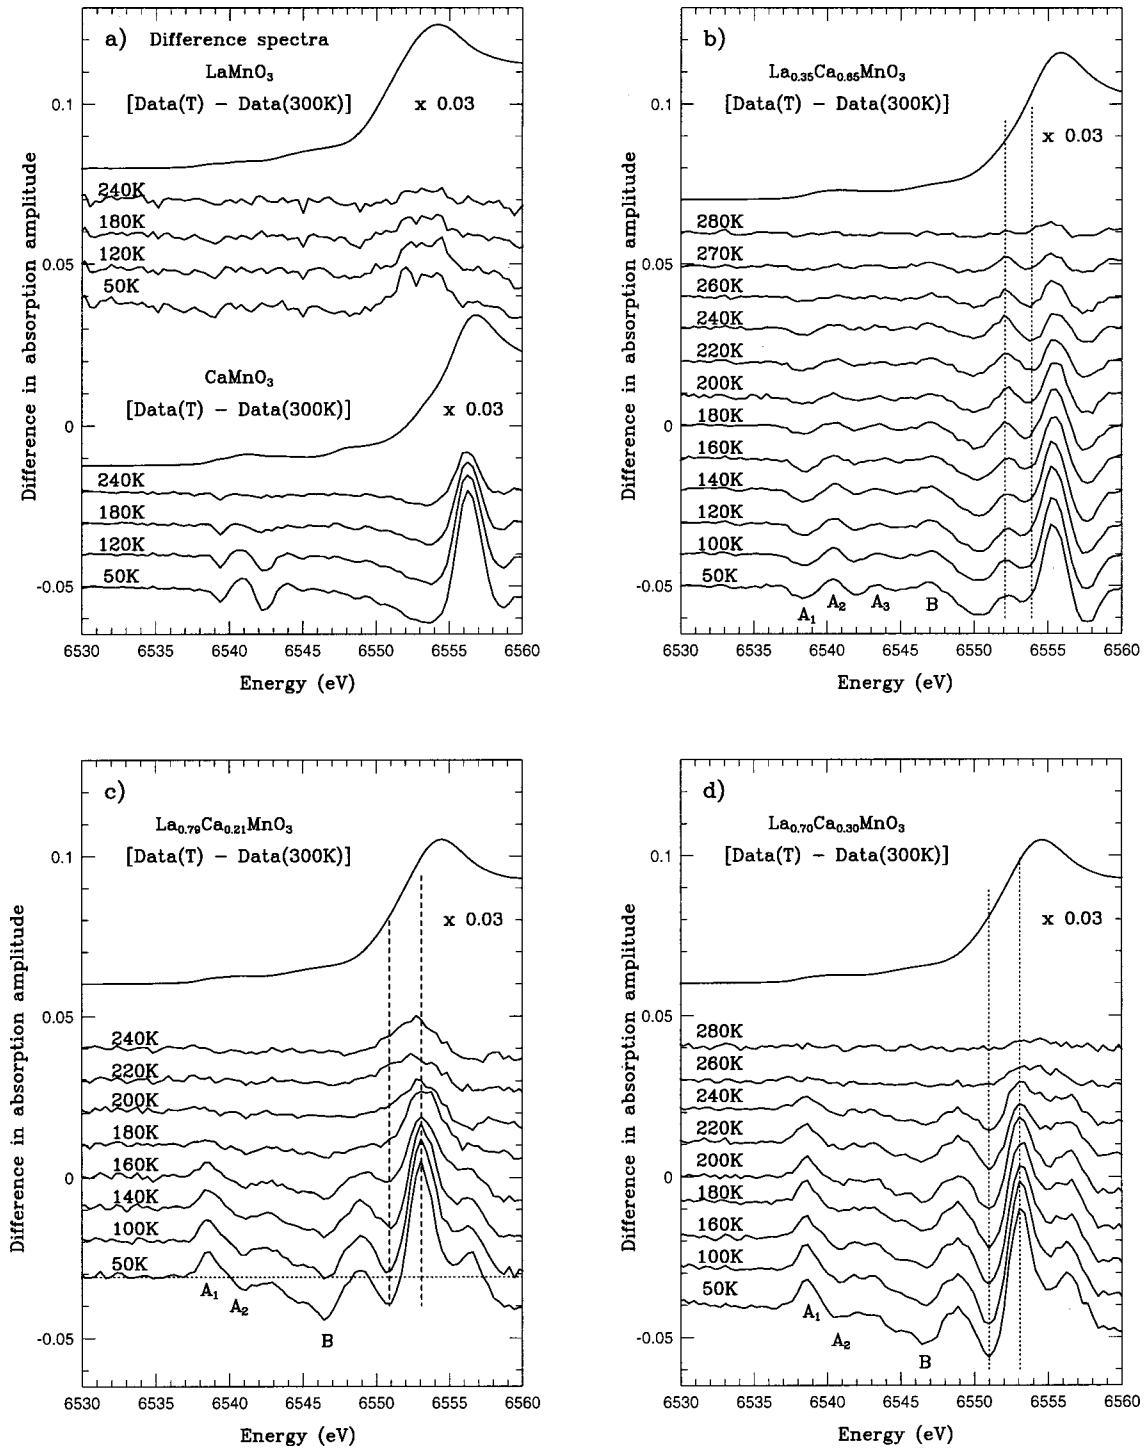 a) Difference spectra
LaMnO₃
[Data(T) − Data(300K)]
x 0.03
240K
180K
120K
50K
CaMnO₃
[Data(T) − Data(300K)]
x 0.03
240K
180K
120K
50K
0.1
0.05
0
-0.05
Difference in absorption amplitude
6530 6535 6540 6545 6550 6555 6560
Energy (eV)
b)
La₀.₃₅Ca₀.₆₅MnO₃
[Data(T) − Data(300K)]
x 0.03
280K
270K
260K
240K
220K
200K
180K
160K
140K
120K
100K
50K
A₁ A₂ A₃ B
0.1
0.05
0
-0.05
Difference in absorption amplitude
6530 6535 6540 6545 6550 6555 6560
Energy (eV)
c)
La₀.₇₉Ca₀.₂₁MnO₃
[Data(T) − Data(300K)]
x 0.03
240K
220K
200K
180K
160K
140K
100K
50K
A₁ A₂ B
0.1
0.05
0
-0.05
Difference in absorption amplitude
6530 6535 6540 6545 6550 6555 6560
Energy (eV)
d)
La₀.₇₀Ca₀.₃₀MnO₃
[Data(T) − Data(300K)]
x 0.03
280K
260K
240K
220K
200K
180K
160K
100K
50K
A₁ A₂ B
0.1
0.05
0
-0.05
Difference in absorption amplitude
6530 6535 6540 6545 6550 6555 6560
Energy (eV)